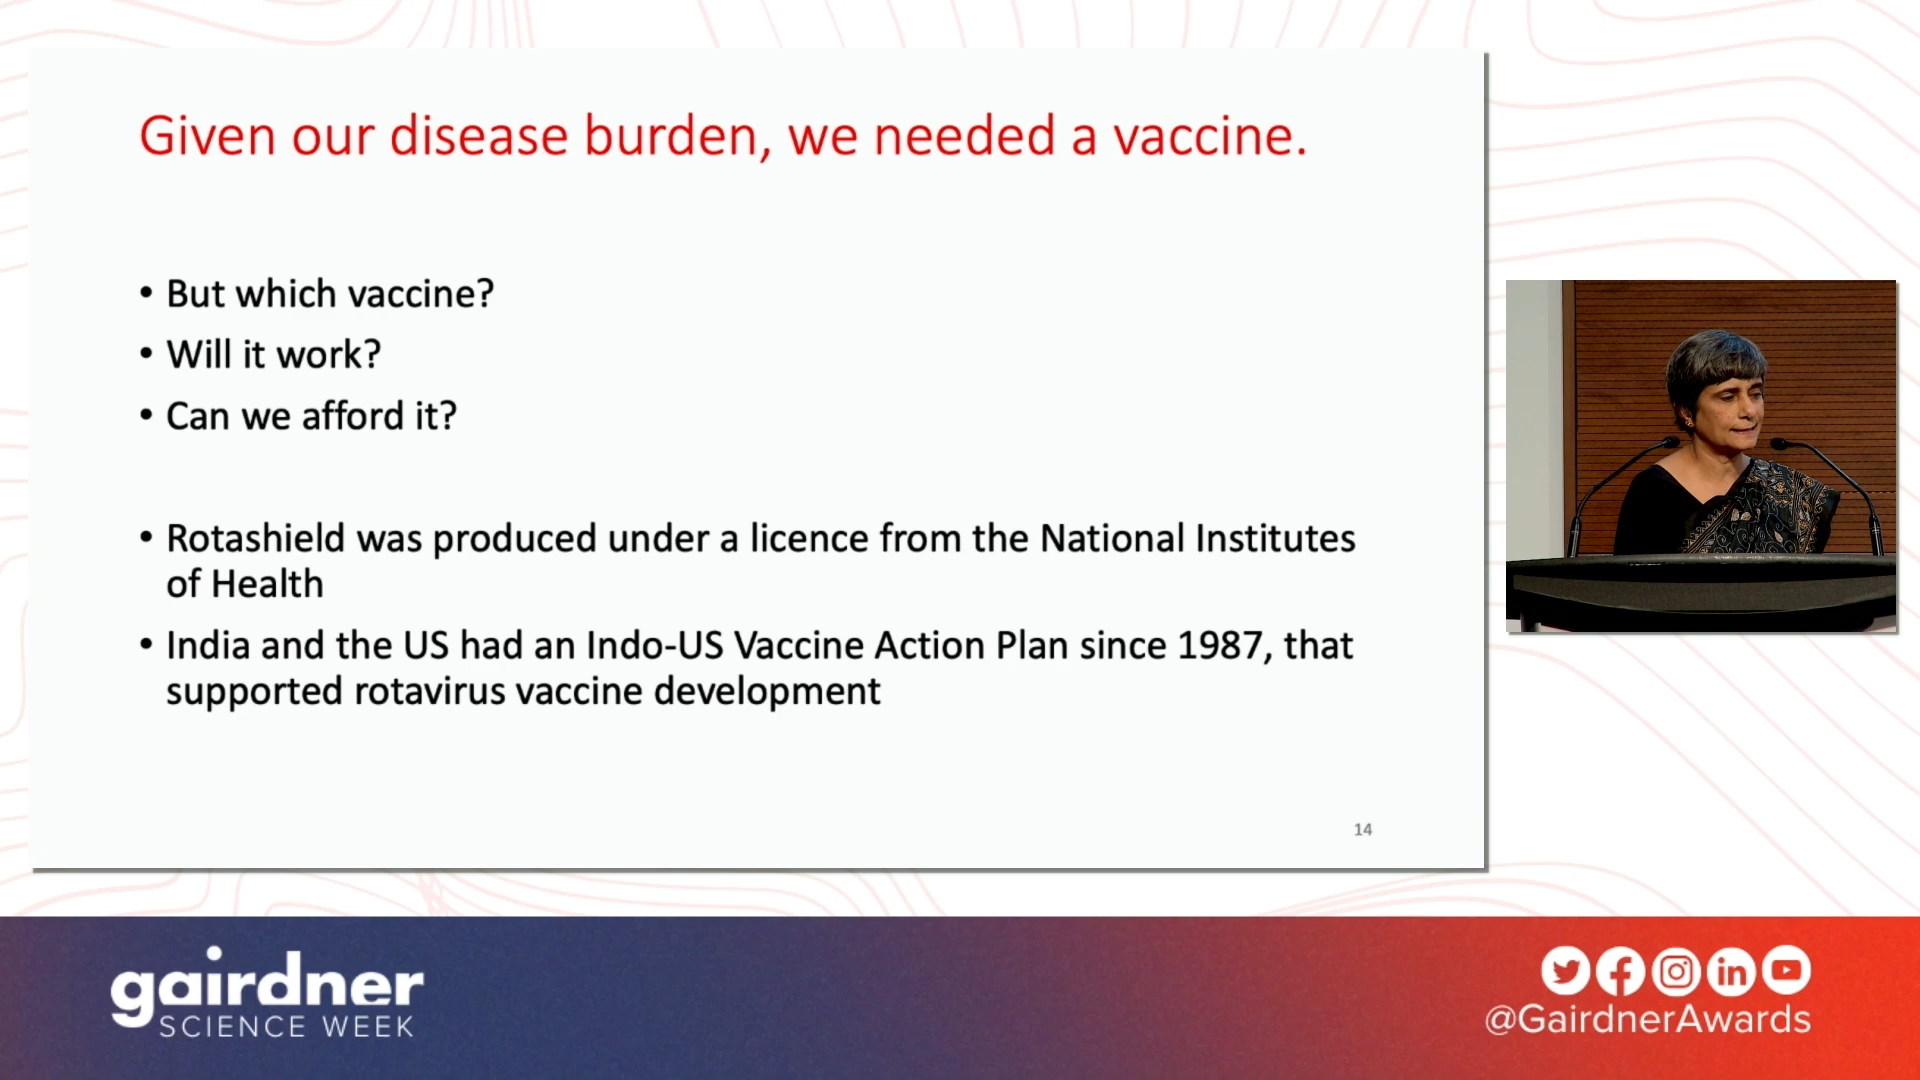 Given our disease burden, we needed a vaccine.
• But which vaccine?
• Will it work?
• Can we afford it?
• Rotashield was produced under a licence from the National Institutes
of Health
• India and the US had an Indo-US Vaccine Action Plan since 1987, that
supported rotavirus vaccine development
14
gairdner
SCIENCE WEEK
@GairdnerAwards